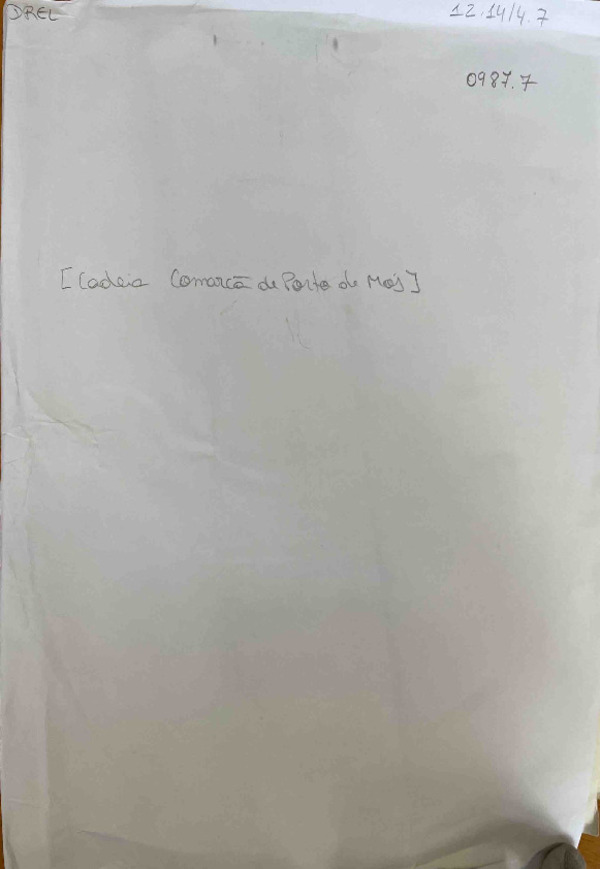 DREL
12.14/4.7
0987.7
[Cadeia Comarcã de Porto de Mós]